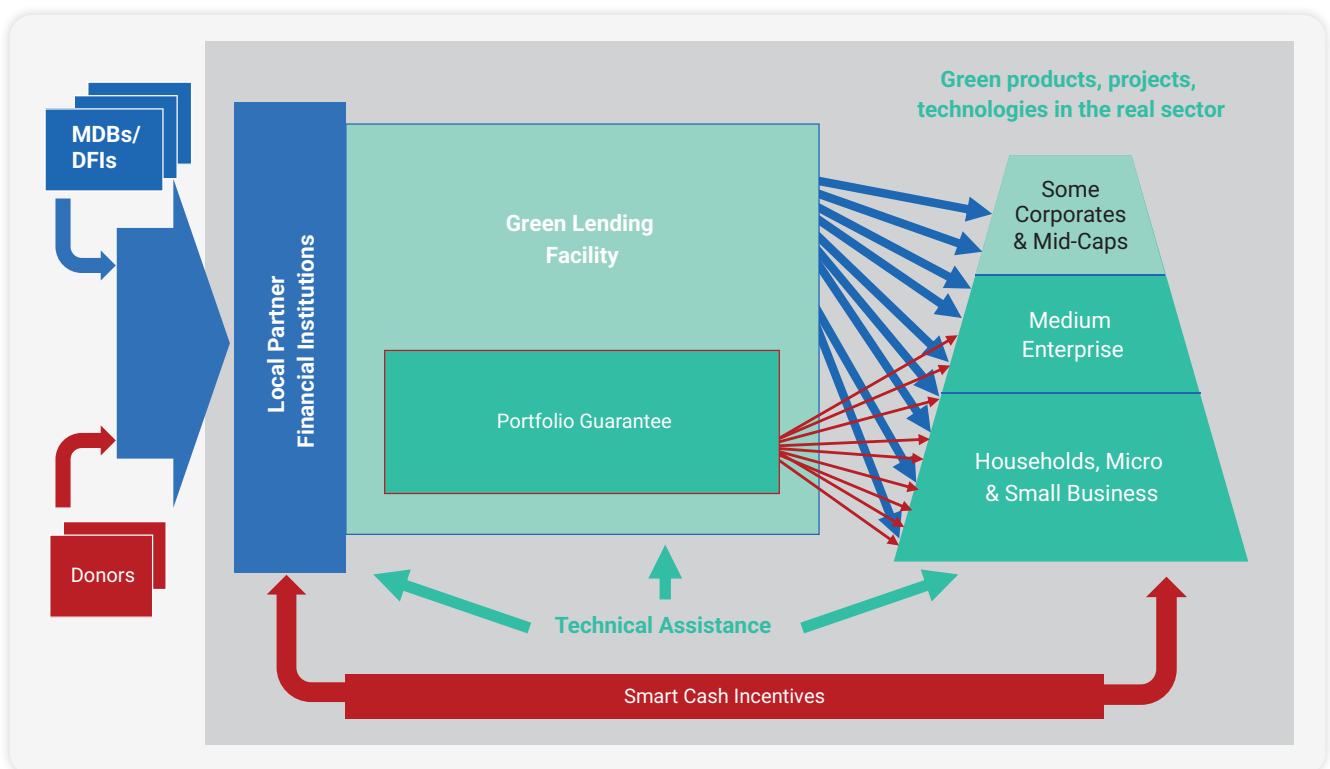 MDBs/
DFIs
Donors
Local Partner
Financial Institutions
Green Lending
Facility
Portfolio Guarantee
Green products, projects,
technologies in the real sector
Some
Corporates
& Mid-Caps
Medium
Enterprise
Households, Micro
& Small Business
Technical Assistance
Smart Cash Incentives